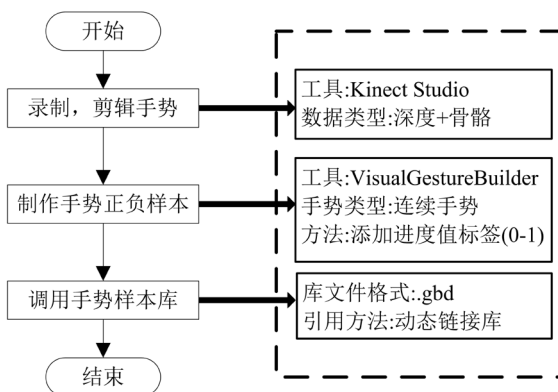 开始
录制，剪辑手势
工具:Kinect Studio
数据类型:深度+骨骼
制作手势正负样本
工具:VisualGestureBuilder
手势类型:连续手势
方法:添加进度值标签(0-1)
调用手势样本库
库文件格式:.gbd
引用方法:动态链接库
结束